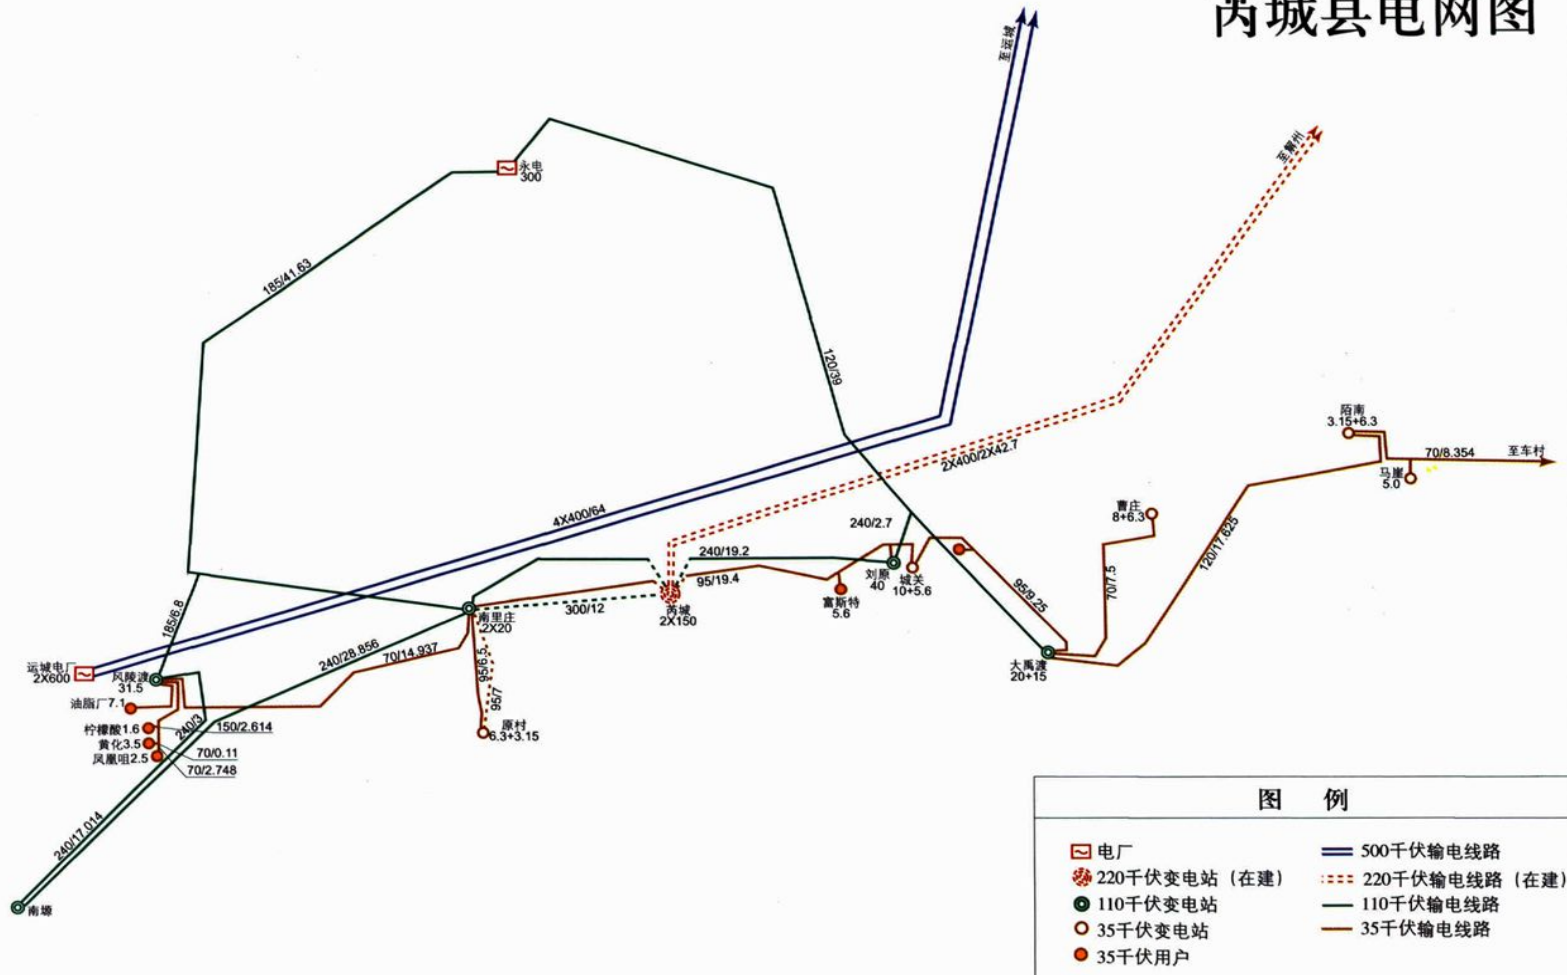 芮城县电网图
至运城
至解州
永电
300
185/41.63
120/39
陌南
3.15+6.3
2X400/2X42.7
70/8.354
至车村
马崖
5.0
4X400/64
曹庄
8+6.3
240/2.7
120/17.625
240/19.2
刘原
40
城关
10+5.6
95/19.4
70/7.5
95/9.25
富斯特
5.6
芮城
2X150
300/12
南里庄
2X20
185/6.8
240/28.856
70/14.937
95/6.5
95/7
大禹渡
20+15
运城电厂
2X600
风陵渡
31.5
油脂厂7.1
柠檬酸1.6
240/3
150/2.614
原村
6.3+3.15
黄化3.5
70/0.11
凤凰咀2.5
70/2.748
240/17.014
南塬
图 例
电厂
500千伏输电线路
220千伏变电站（在建）
220千伏输电线路（在建）
110千伏变电站
110千伏输电线路
35千伏变电站
35千伏输电线路
35千伏用户